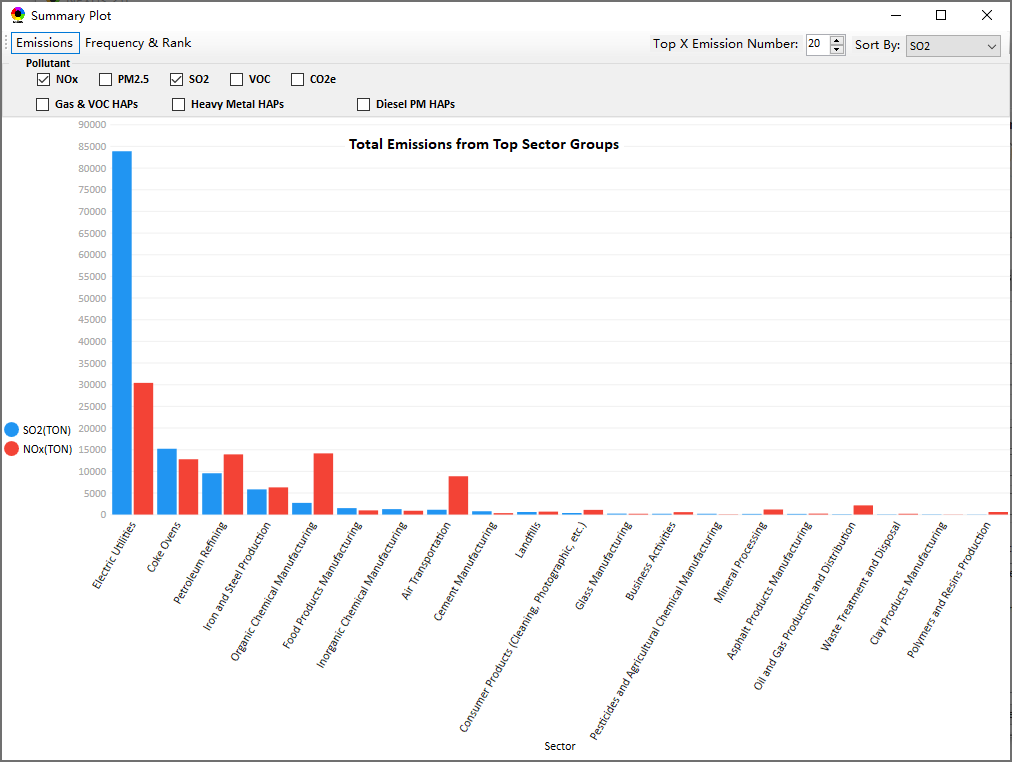 Summary Plot
Emissions Frequency & Rank Top X Emission Number: 20 Sort By: SO2
Pollutant
NOx PM2.5 SO2 VOC CO2e
Gas & VOC HAPs Heavy Metal HAPs Diesel PM HAPs
Total Emissions from Top Sector Groups
90000
85000
80000
75000
70000
65000
60000
55000
50000
45000
40000
35000
30000
25000
20000
15000
10000
5000
0
SO2(TON)
NOx(TON)
Electric Utilities
Coke Ovens
Petroleum Refining
Iron and Steel Production
Organic Chemical Manufacturing
Food Products Manufacturing
Inorganic Chemical Manufacturing
Air Transportation
Cement Manufacturing
Landfills
Consumer Products (Cleaning, Photographic, etc.)
Glass Manufacturing
Business Activities
Pesticides and Agricultural Chemical Manufacturing
Mineral Processing
Asphalt Products Manufacturing
Oil and Gas Production and Distribution
Waste Treatment and Disposal
Clay Products Manufacturing
Polymers and Resins Production
Sector